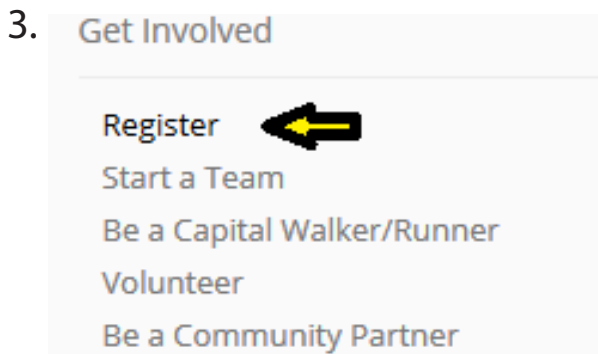 3. Get Involved
Register
Start a Team
Be a Capital Walker/Runner
Volunteer
Be a Community Partner